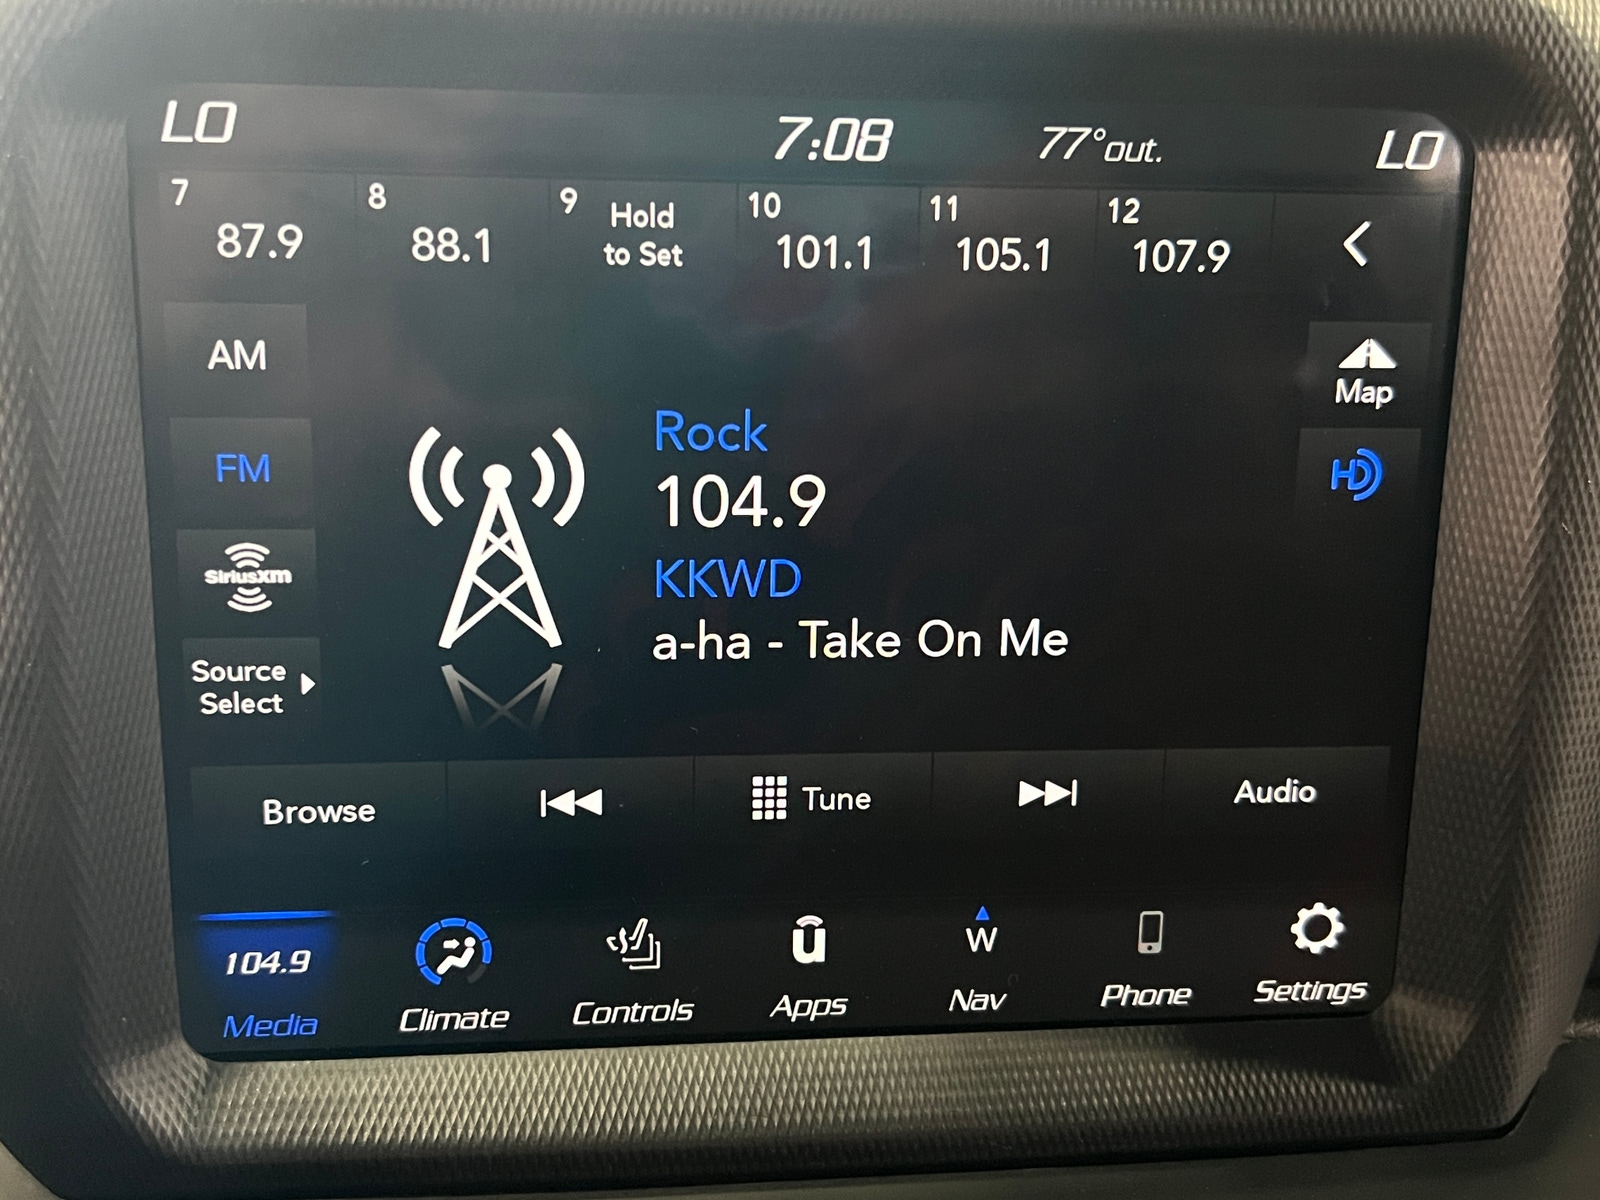 LO 7:08 77°out. LO
7 8 9 10 11 12
87.9 88.1 Hold to Set 101.1 105.1 107.9
AM
Map
FM
HD
SiriusXM
Source
Select
Rock
104.9
KKWD
a-ha - Take On Me
Browse Tune Audio
104.9 u W
Media Climate Controls Apps Nav Phone Settings